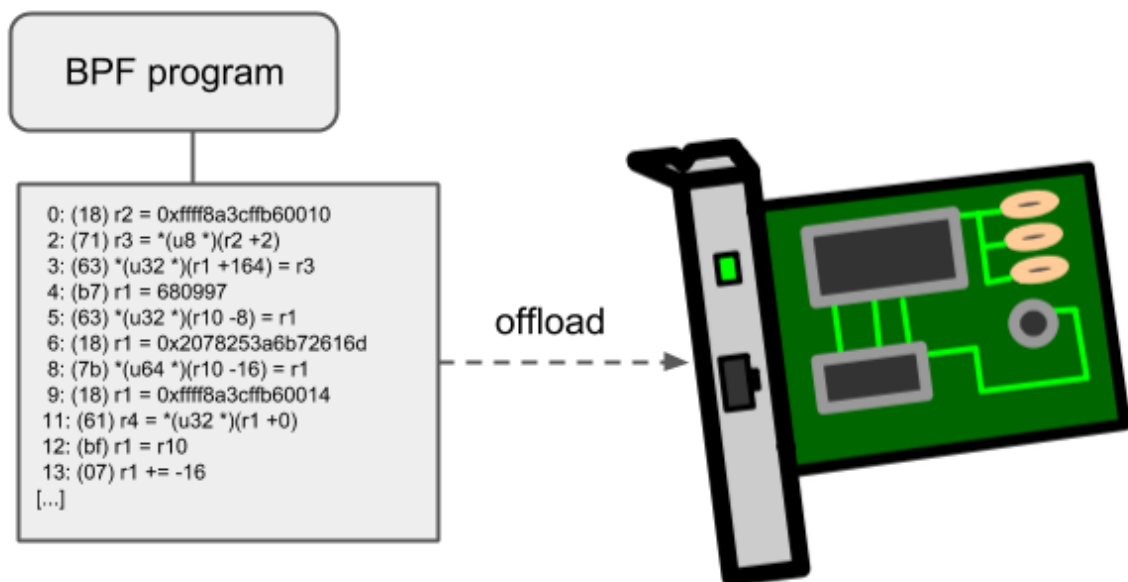 BPF program
0: (18) r2 = 0xffff8a3cffb60010
2: (71) r3 = *(u8 *)(r2 +2)
3: (63) *(u32 *)(r1 +164) = r3
4: (b7) r1 = 680997
5: (63) *(u32 *)(r10 -8) = r1
6: (18) r1 = 0x2078253a6b72616d
8: (7b) *(u64 *)(r10 -16) = r1
9: (18) r1 = 0xffff8a3cffb60014
11: (61) r4 = *(u32 *)(r1 +0)
12: (bf) r1 = r10
13: (07) r1 += -16
[...]
offload